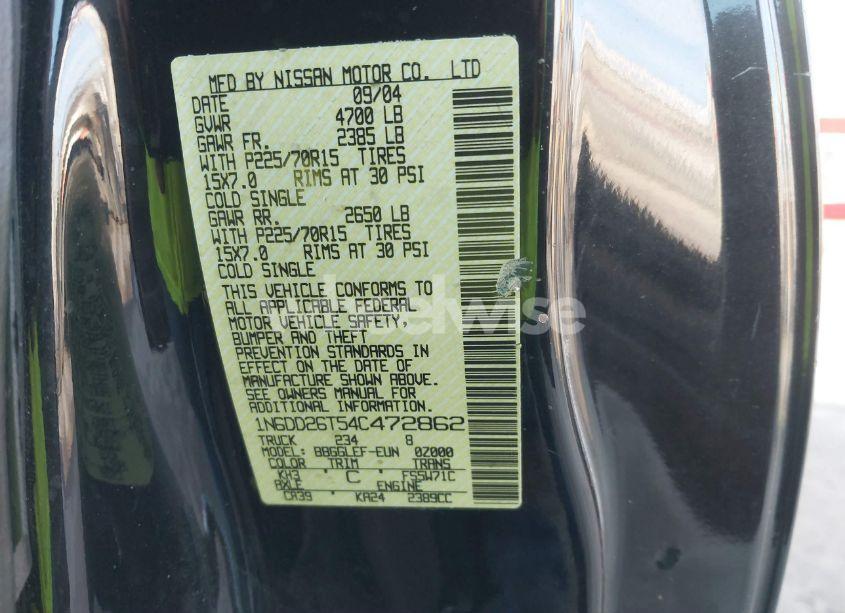 MFD BY NISSAN MOTOR CO. LTD
DATE 09/04
GVWR 4700 LB
GAWR FR. 2385 LB
WITH P225/70R15 TIRES
15X7.0 RIMS AT 30 PSI
COLD SINGLE
GAWR RR. 2650 LB
WITH P225/70R15 TIRES
15X7.0 RIMS AT 30 PSI
COLD SINGLE
THIS VEHICLE CONFORMS TO
ALL APPLICABLE FEDERAL
MOTOR VEHICLE SAFETY,
BUMPER AND THEFT
PREVENTION STANDARDS IN
EFFECT ON THE DATE OF
MANUFACTURE SHOWN ABOVE.
SEE OWNERS MANUAL FOR
ADDITIONAL INFORMATION.
1N6DD26T54C472862
TRUCK 234 8
MODEL: BBGGLEF-EUN 0Z000
COLOR TRIM TRANS
KH3 C FS5W71C
AXLE ENGINE
CA39 KA24 2389CC